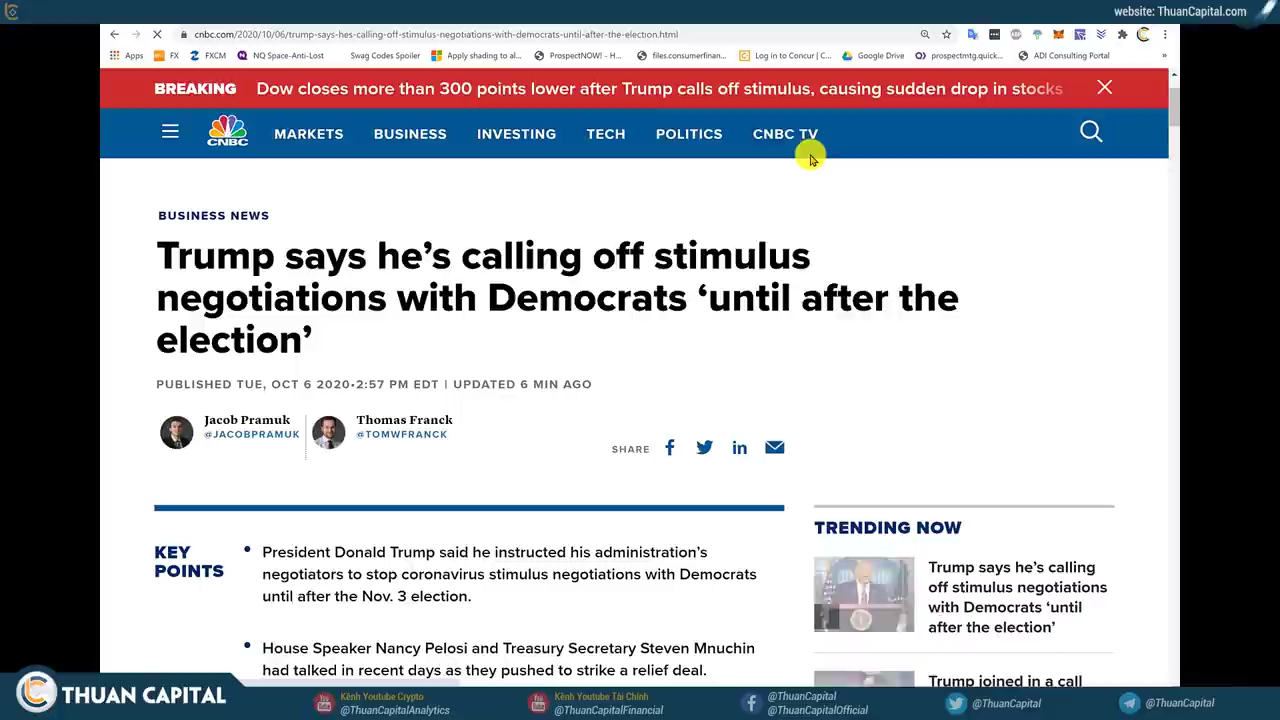 website: ThuanCapital.com
cnbc.com/2020/10/06/trump-says-hes-calling-off-stimulus-negotiations-with-democrats-until-after-the-election.html
Apps FX FXCM NQ Space-Anti-Lost Swag Codes Spoiler Apply shading to al... ProspectNOW! - H... files.consumerfinan... Log in to Concur | C... Google Drive prospectmtg.quick... ADI Consulting Portal »
BREAKING Dow closes more than 300 points lower after Trump calls off stimulus, causing sudden drop in stocks
CNBC MARKETS BUSINESS INVESTING TECH POLITICS CNBC TV
BUSINESS NEWS
Trump says he’s calling off stimulus
negotiations with Democrats ‘until after the
election’
PUBLISHED TUE, OCT 6 2020•2:57 PM EDT | UPDATED 6 MIN AGO
Jacob Pramuk
@JACOBPRAMUK
Thomas Franck
@TOMWFRANCK
SHARE
KEY
POINTS
• President Donald Trump said he instructed his administration’s
negotiators to stop coronavirus stimulus negotiations with Democrats
until after the Nov. 3 election.
• House Speaker Nancy Pelosi and Treasury Secretary Steven Mnuchin
had talked in recent days as they pushed to strike a relief deal.
TRENDING NOW
Trump says he’s calling
off stimulus negotiations
with Democrats ‘until
after the election’
Trump joined in a call
THUAN CAPITAL
Kênh Youtube Crypto
@ThuanCapitalAnalytics
Kênh Youtube Tài Chính
@ThuanCapitalFinancial
@ThuanCapital
@ThuanCapitalOfficial
@ThuanCapital
@ThuanCapital